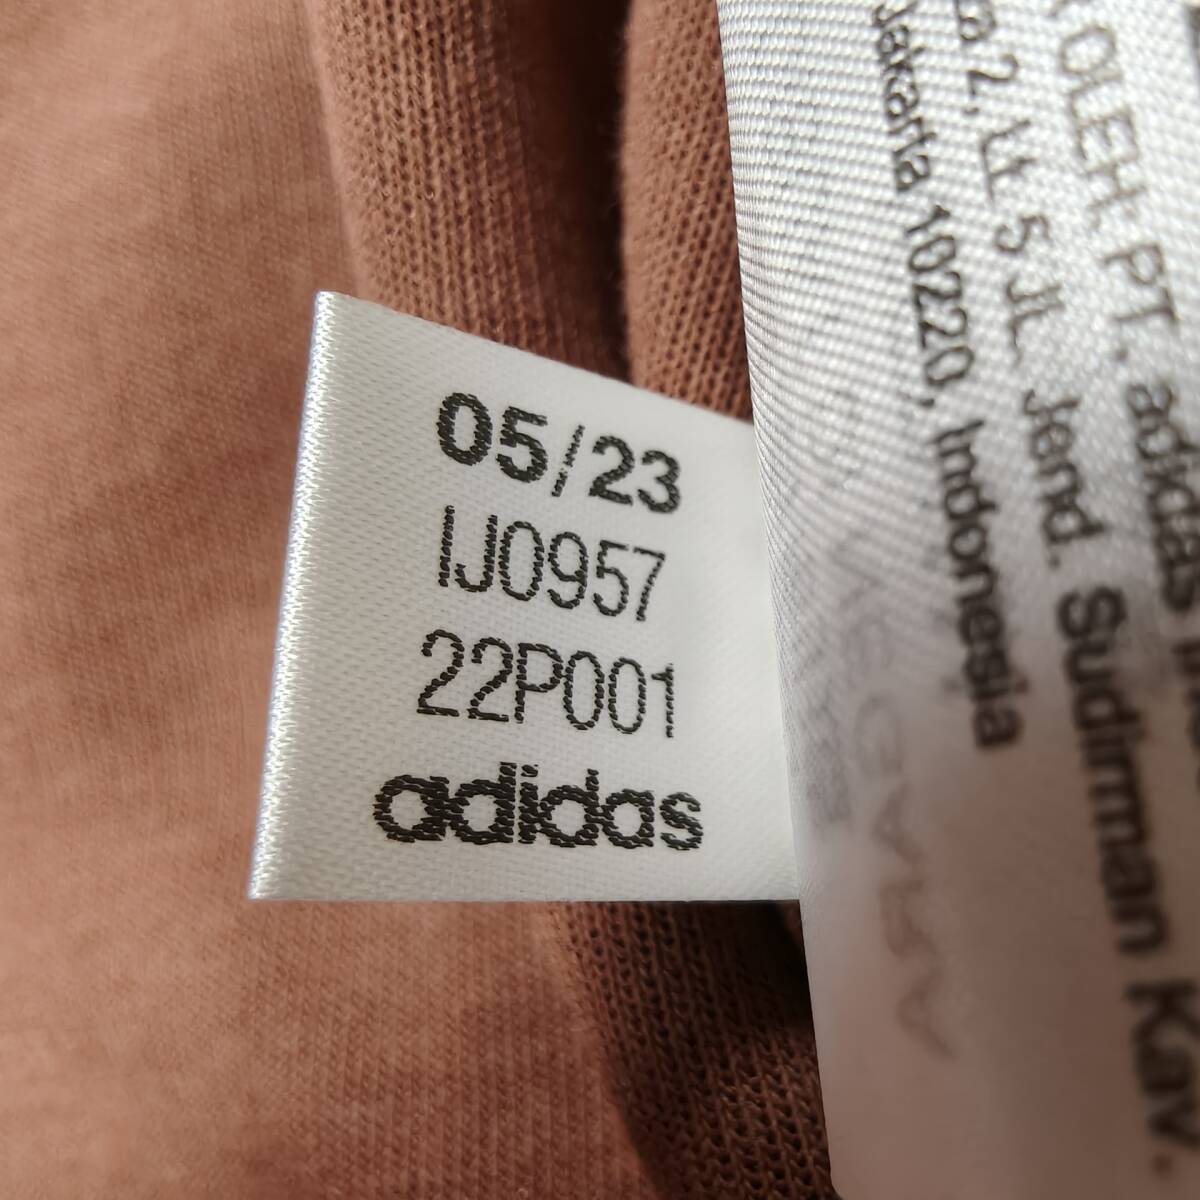 05/23
IJ0957
22P001
adidas
OLEH: PT. adidas
2, Lt. 5 JL. Jend. Sudirman Kav.
Jakarta 10220, Indonesia